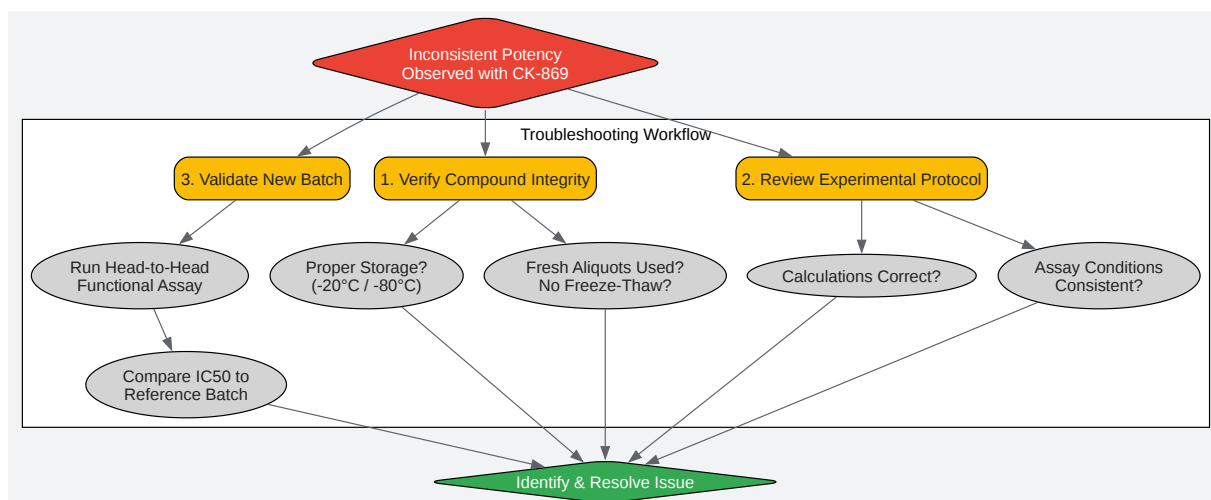 Inconsistent Potency
Observed with CK-869
Troubleshooting Workflow
3. Validate New Batch
1. Verify Compound Integrity
2. Review Experimental Protocol
Run Head-to-Head
Functional Assay
Proper Storage?
(-20°C / -80°C)
Fresh Aliquots Used?
No Freeze-Thaw?
Calculations Correct?
Assay Conditions
Consistent?
Compare IC50 to
Reference Batch
Identify & Resolve Issue